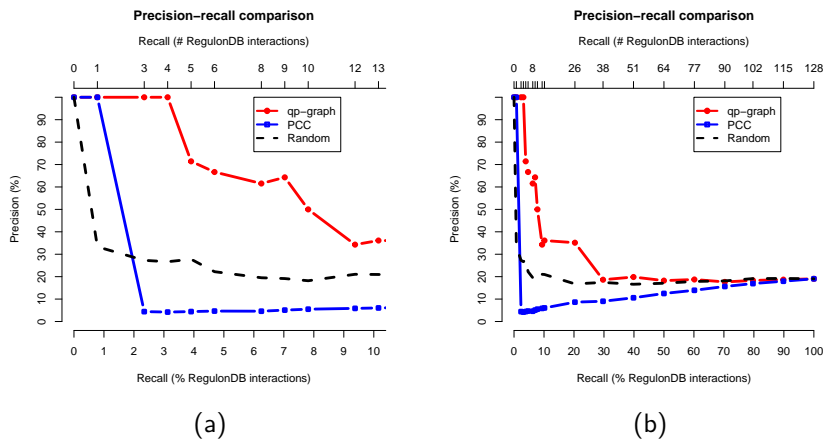 Precision−recall comparison
Recall (# RegulonDB interactions)
0 1 3 4 5 6 8 9 10 12 13
qp−graph
PCC
Random
Precision (%)
0 10 20 30 40 50 60 70 80 90
0 1 2 3 4 5 6 7 8 9 10
Recall (% RegulonDB interactions)
(a)
Precision−recall comparison
Recall (# RegulonDB interactions)
0 8 26 38 51 64 77 90 102 115 128
qp−graph
PCC
Random
Precision (%)
0 10 20 30 40 50 60 70 80 90
0 10 20 30 40 50 60 70 80 90 100
Recall (% RegulonDB interactions)
(b)